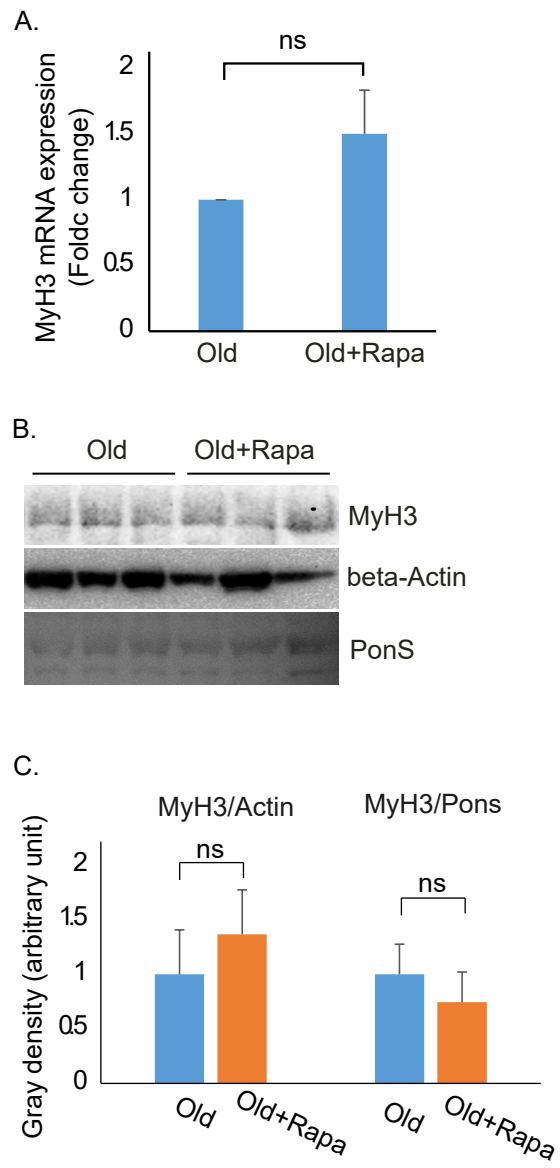 A.
ns
MyH3 mRNA expression
(Foldc change)
2
1.5
1
0.5
0
Old
Old+Rapa
B.
Old
Old+Rapa
MyH3
beta-Actin
PonS
C.
MyH3/Actin
MyH3/Pons
Gray density (arbitrary unit)
2
1.5
1
0.5
0
ns
ns
Old
Old+Rapa
Old
Old+Rapa